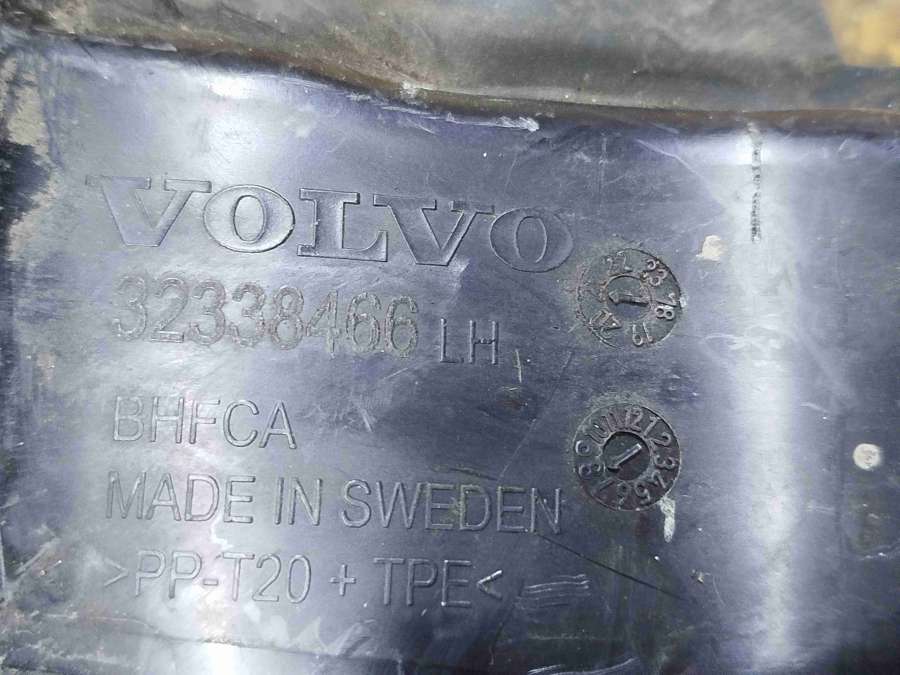 VOLVO
32338466 LH
BHFCA
MADE IN SWEDEN
>PP-T20 + TPE<